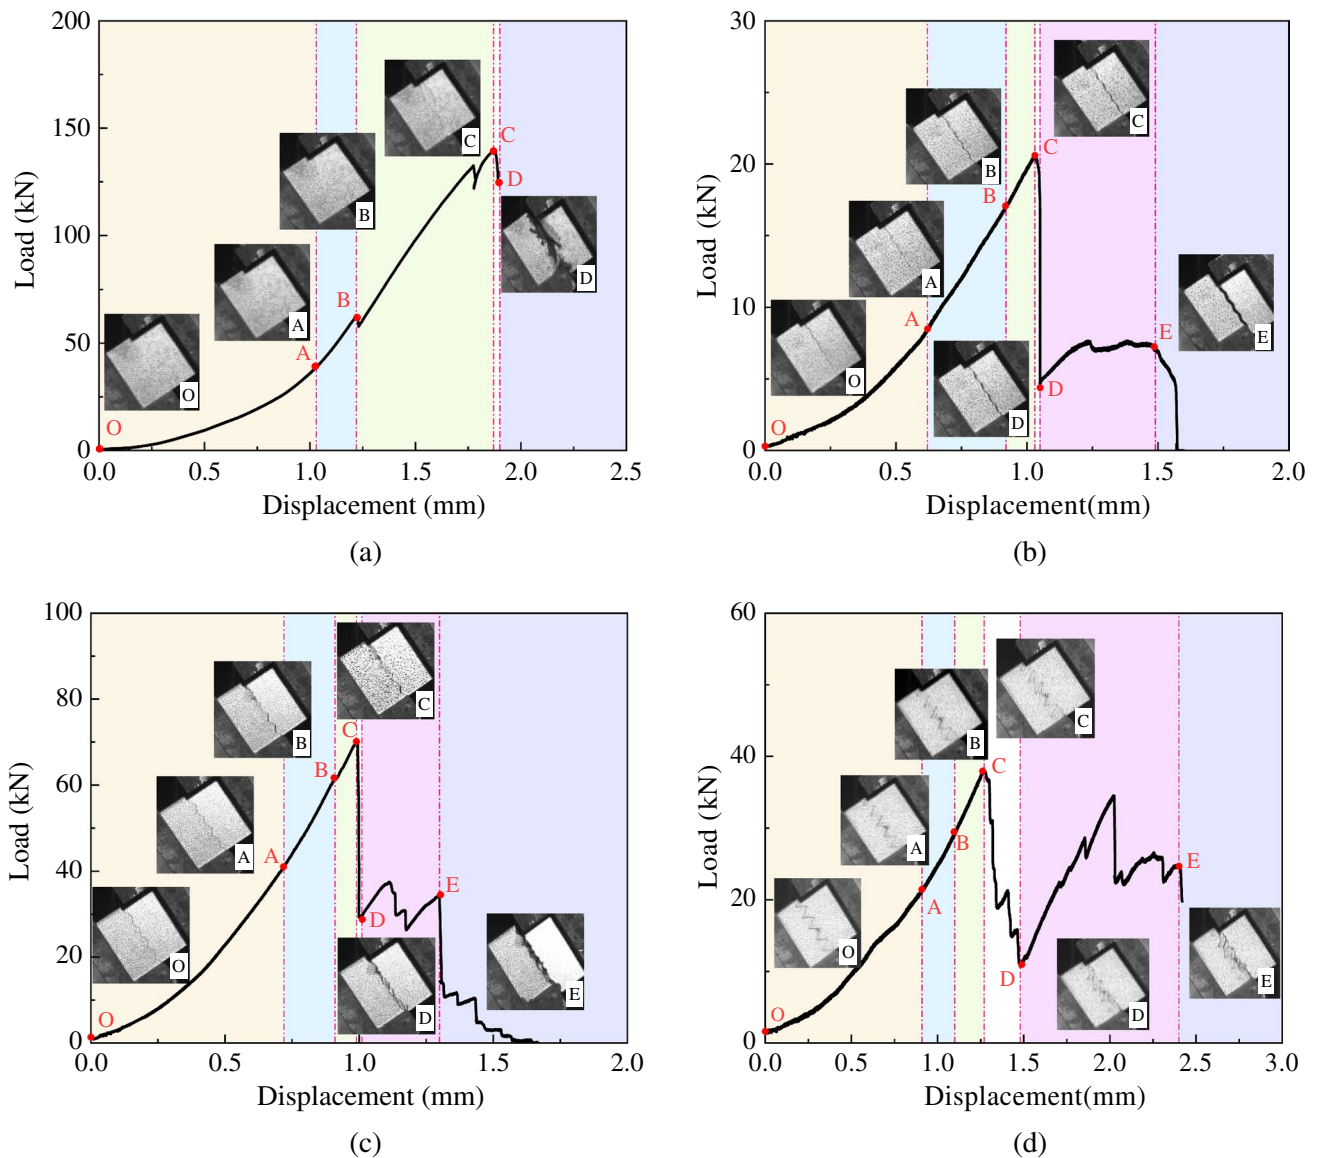 200
150
100
50
0
0.0 0.5 1.0 1.5 2.0 2.5
Load (kN)
Displacement (mm)
O A B C D
O A B C D
(a)
30
20
10
0
0.0 0.5 1.0 1.5 2.0
Load (kN)
Displacement(mm)
O A B C D E
O A B C D E
(b)
100
80
60
40
20
0
0.0 0.5 1.0 1.5 2.0
Load (kN)
Displacement (mm)
O A B C D E
O A B C D E
(c)
60
40
20
0
0.0 0.5 1.0 1.5 2.0 2.5 3.0
Load (kN)
Displacement(mm)
O A B C D E
O A B C D E
(d)